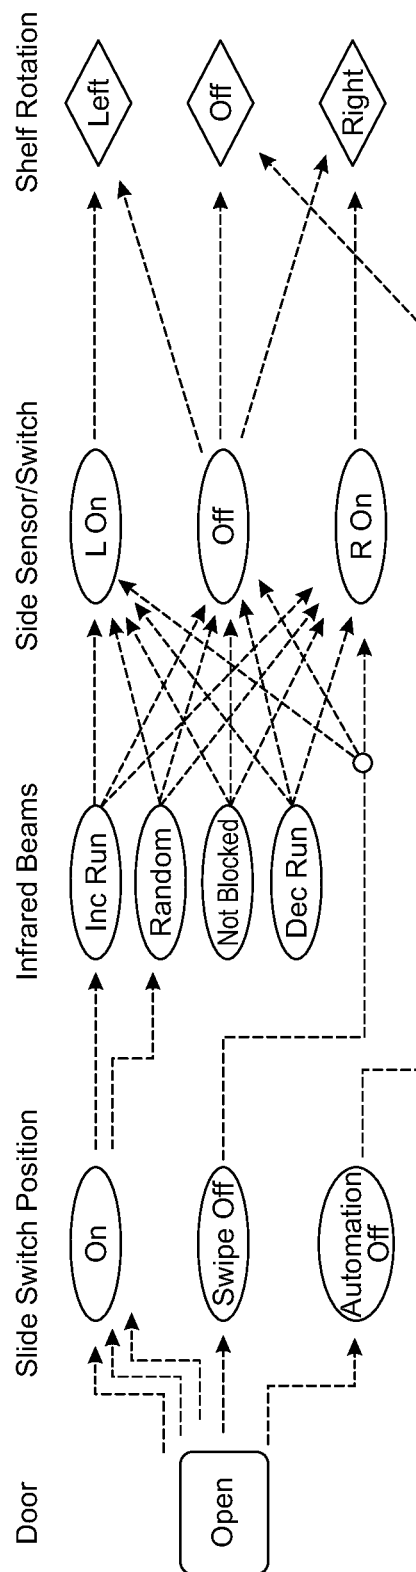 Door
Slide Switch Position
Infrared Beams
Side Sensor/Switch
Shelf Rotation
Open
On
Swipe Off
Automation
Off
Inc Run
Random
Not Blocked
Dec Run
L On
Off
R On
Left
Off
Right